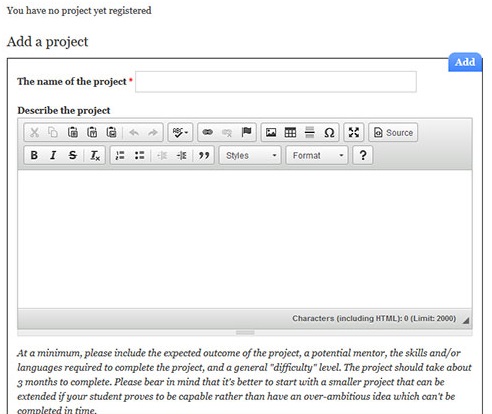 You have no project yet registered
Add a project
Add
The name of the project *
Describe the project
ABC
Ω
Source
B I S Tx
Styles
Format
?
Characters (including HTML): 0 (Limit: 2000)
At a minimum, please include the expected outcome of the project, a potential mentor, the skills and/or
languages required to complete the project, and a general "difficulty" level. The project should take about
3 months to complete. Please bear in mind that it's better to start with a smaller project that can be
extended if your student proves to be capable rather than have an over-ambitious idea which can't be
completed in time.